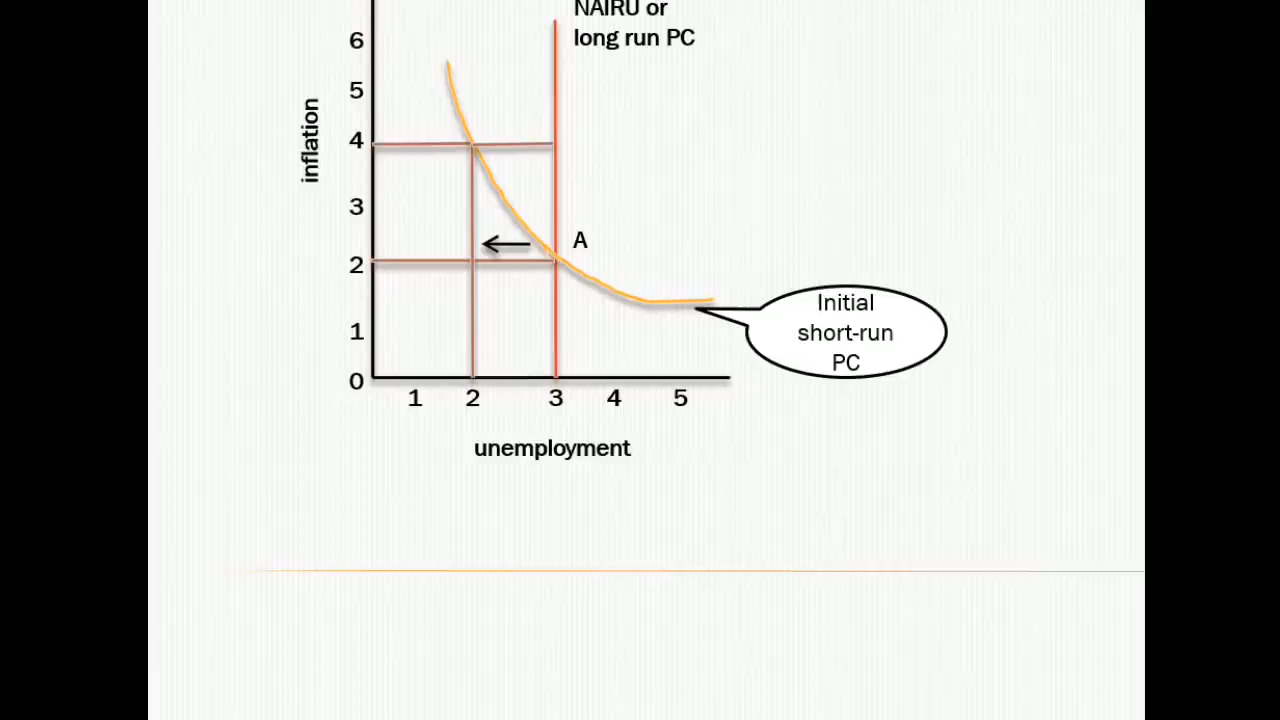 NAIRU or
long run PC
6
5
4
3
2
1
0
inflation
A
Initial
short-run
PC
1 2 3 4 5
unemployment